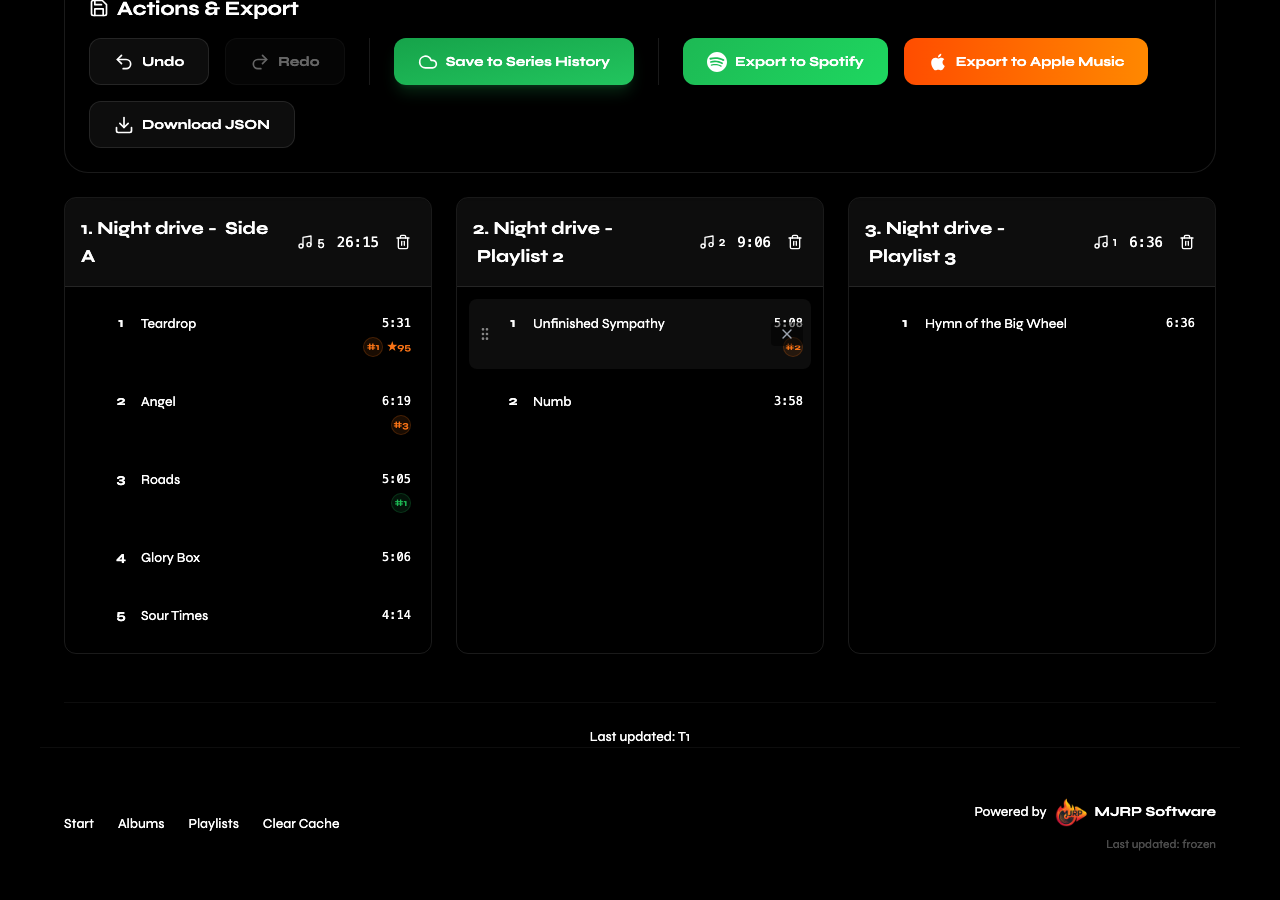 Actions & Export
Undo
Redo
Save to Series History
Export to Spotify
Export to Apple Music
Download JSON
1. Night drive - Side
A
5
26:15
1
Teardrop
5:31
#1
★95
2
Angel
6:19
#3
3
Roads
5:05
#1
4
Glory Box
5:06
5
Sour Times
4:14
2. Night drive -
Playlist 2
2
9:06
1
Unfinished Sympathy
5:08
#2
2
Numb
3:58
3. Night drive -
Playlist 3
1
6:36
1
Hymn of the Big Wheel
6:36
Last updated: T1
Start
Albums
Playlists
Clear Cache
Powered by
MJRP
MJRP Software
Last updated: frozen